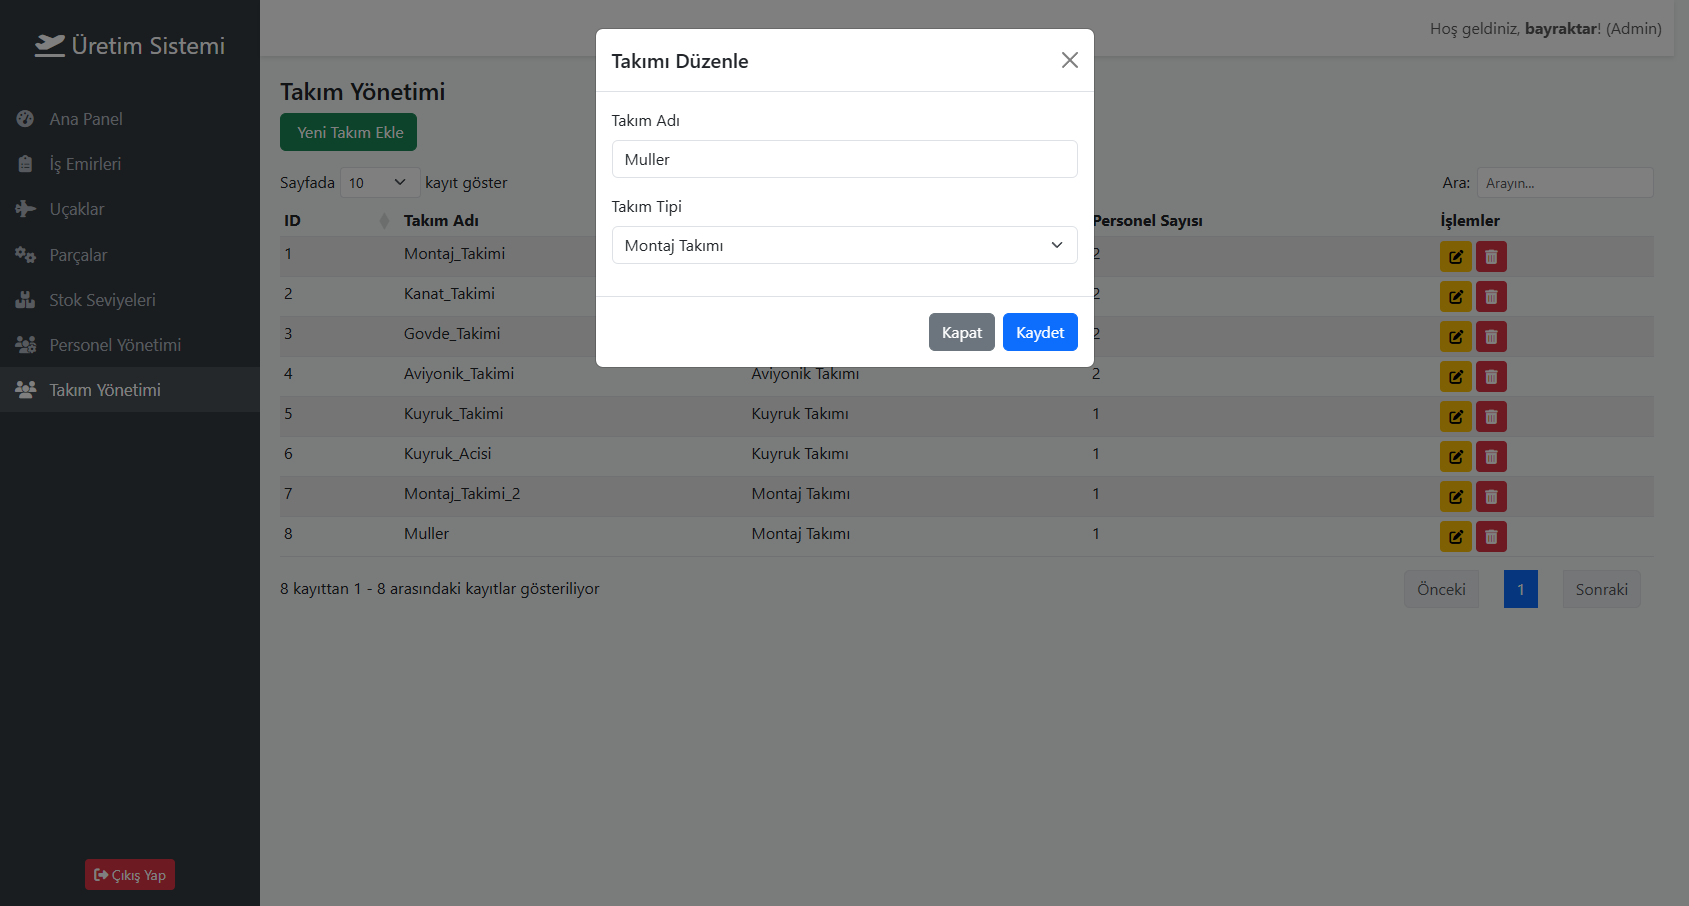 Üretim Sistemi
Ana Panel
İş Emirleri
Uçaklar
Parçalar
Stok Seviyeleri
Personel Yönetimi
Takım Yönetimi
Çıkış Yap
Hoş geldiniz, bayraktar! (Admin)
Takım Yönetimi
Yeni Takım Ekle
Sayfada 10 kayıt göster
Ara: Arayın...
ID Takım Adı Personel Sayısı İşlemler
1 Montaj_Takimi 2
2 Kanat_Takimi 2
3 Govde_Takimi 2
4 Aviyonik_Takimi Aviyonik Takımı 2
5 Kuyruk_Takimi Kuyruk Takımı 1
6 Kuyruk_Acisi Kuyruk Takımı 1
7 Montaj_Takimi_2 Montaj Takımı 1
8 Muller Montaj Takımı 1
8 kayıttan 1 - 8 arasındaki kayıtlar gösteriliyor
Önceki 1 Sonraki
Takımı Düzenle
Takım Adı
Muller
Takım Tipi
Montaj Takımı
Kapat Kaydet